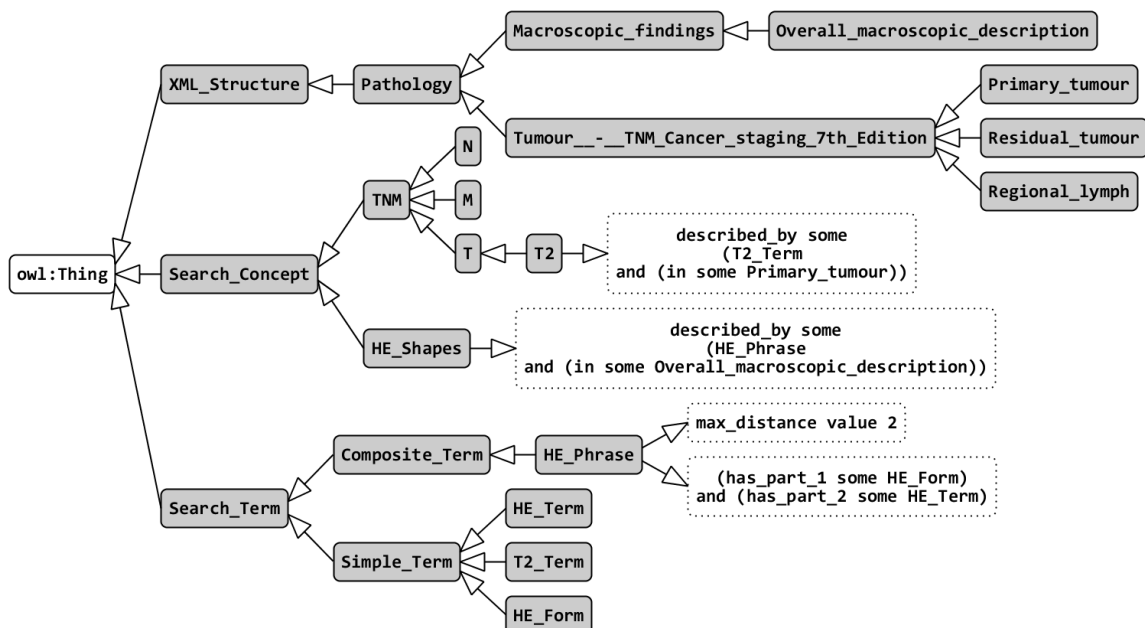 Macroscopic_findings
Overall_macroscopic_description
XML_Structure
Pathology
Primary_tumour
Tumour__-__TNM_Cancer_staging_7th_Edition
Residual_tumour
Regional_lymph
N
TNM
M
T
T2
described_by some
(T2_Term
and (in some Primary_tumour))
owl:Thing
Search_Concept
HE_Shapes
described_by some
(HE_Phrase
and (in some Overall_macroscopic_description))
max_distance value 2
Composite_Term
HE_Phrase
(has_part_1 some HE_Form)
and (has_part_2 some HE_Term)
Search_Term
HE_Term
Simple_Term
T2_Term
HE_Form